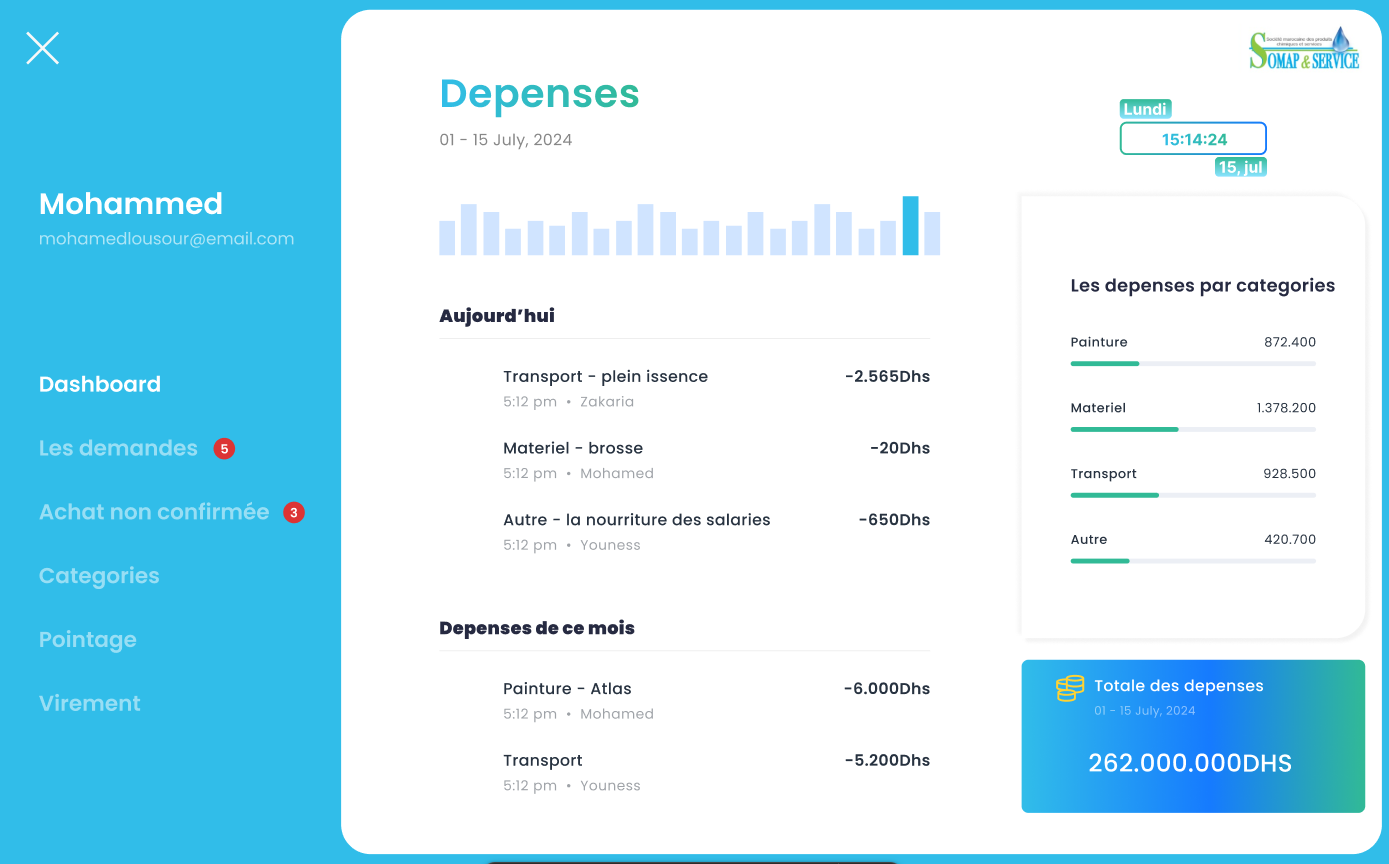 Mohammed
mohamedlousour@email.com
Dashboard
Les demandes 5
Achat non confirmée 3
Categories
Pointage
Virement
Depenses
01 - 15 July, 2024
Aujourd’hui
Transport - plein issence -2.565Dhs
5:12 pm • Zakaria
Materiel - brosse -20Dhs
5:12 pm • Mohamed
Autre - la nourriture des salaries -650Dhs
5:12 pm • Youness
Depenses de ce mois
Painture - Atlas -6.000Dhs
5:12 pm • Mohamed
Transport -5.200Dhs
5:12 pm • Youness
Société marocaines des produits
chimiques et services
SOMAP & SERVICE
Lundi
15:14:24
15, jul
Les depenses par categories
Painture 872.400
Materiel 1.378.200
Transport 928.500
Autre 420.700
Totale des depenses
01 - 15 July, 2024
262.000.000DHS